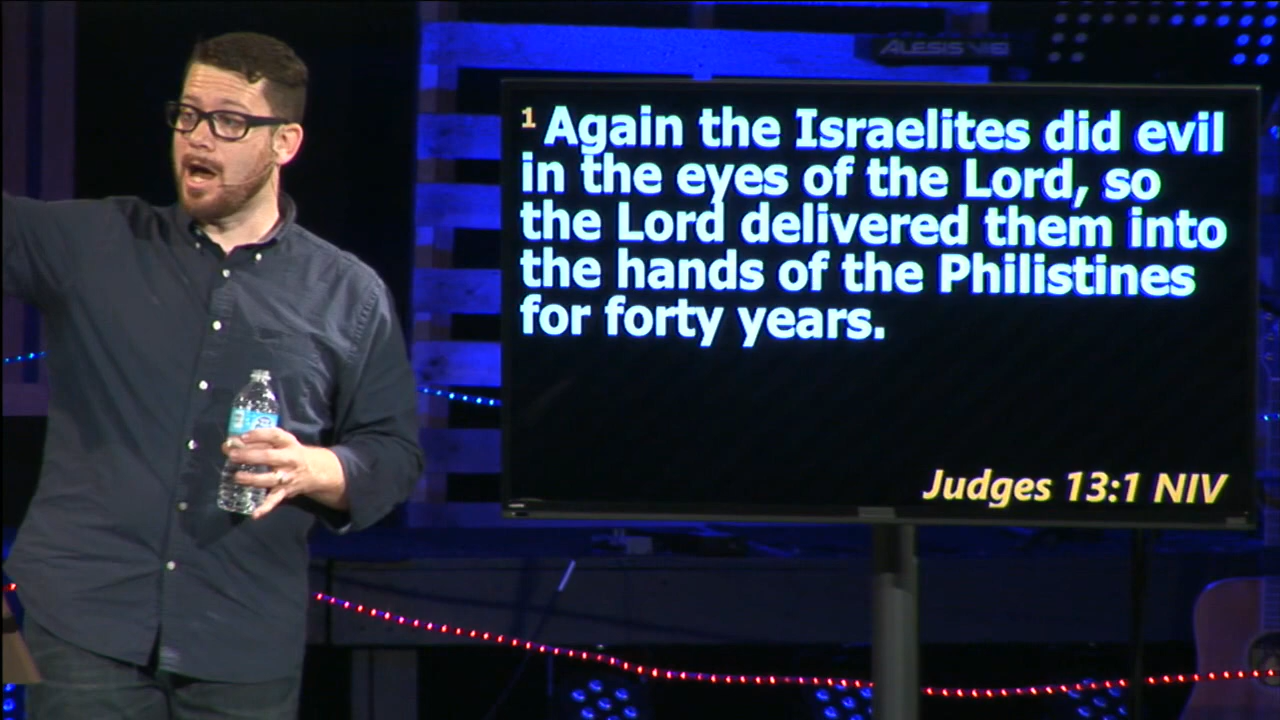 ALESIS VI61
1 Again the Israelites did evil
in the eyes of the Lord, so
the Lord delivered them into
the hands of the Philistines
for forty years.
Judges 13:1 NIV